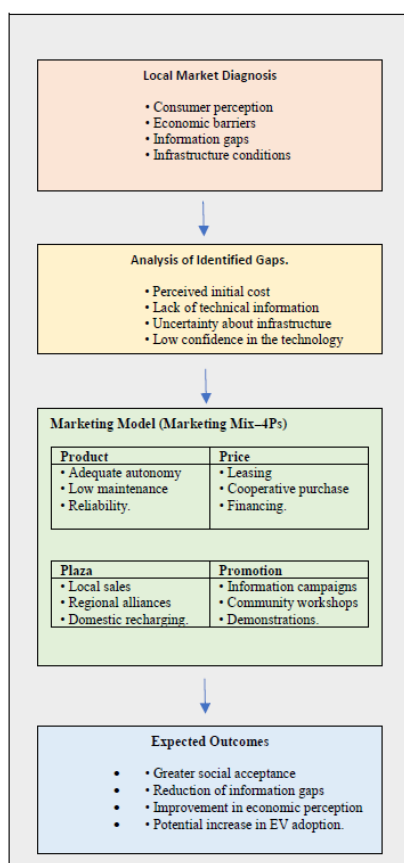 Local Market Diagnosis
• Consumer perception
• Economic barriers
• Information gaps
• Infrastructure conditions
Analysis of Identified Gaps.
• Perceived initial cost
• Lack of technical information
• Uncertainty about infrastructure
• Low confidence in the technology
Marketing Model (Marketing Mix–4Ps)
Product
• Adequate autonomy
• Low maintenance
• Reliability.
Price
• Leasing
• Cooperative purchase
• Financing.
Plaza
• Local sales
• Regional alliances
• Domestic recharging.
Promotion
• Information campaigns
• Community workshops
• Demonstrations.
Expected Outcomes
• • Greater social acceptance
• • Reduction of information gaps
• • Improvement in economic perception
• • Potential increase in EV adoption.